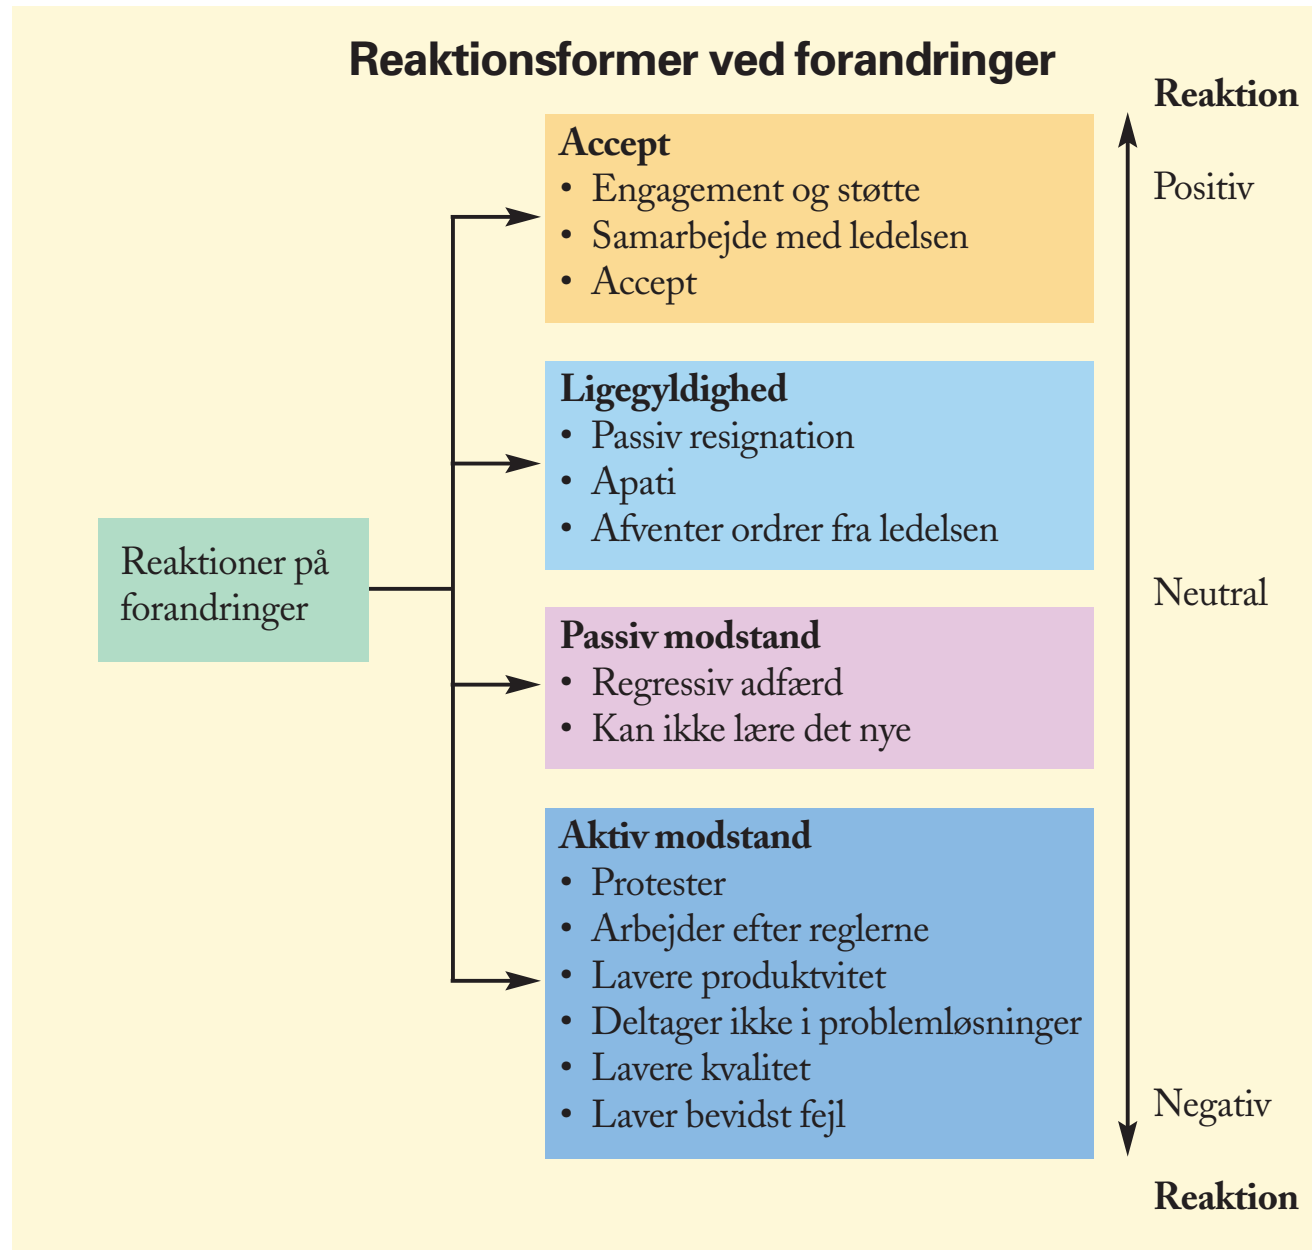 Reaktionsformer ved forandringer
Reaktion
Accept
• Engagement og støtte
• Samarbejde med ledelsen
• Accept
Positiv
Ligegyldighed
• Passiv resignation
• Apati
• Afventer ordrer fra ledelsen
Reaktioner på
forandringer
Neutral
Passiv modstand
• Regressiv adfærd
• Kan ikke lære det nye
Aktiv modstand
• Protester
• Arbejder efter reglerne
• Lavere produktvitet
• Deltager ikke i problemløsninger
• Lavere kvalitet
• Laver bevidst fejl
Negativ
Reaktion